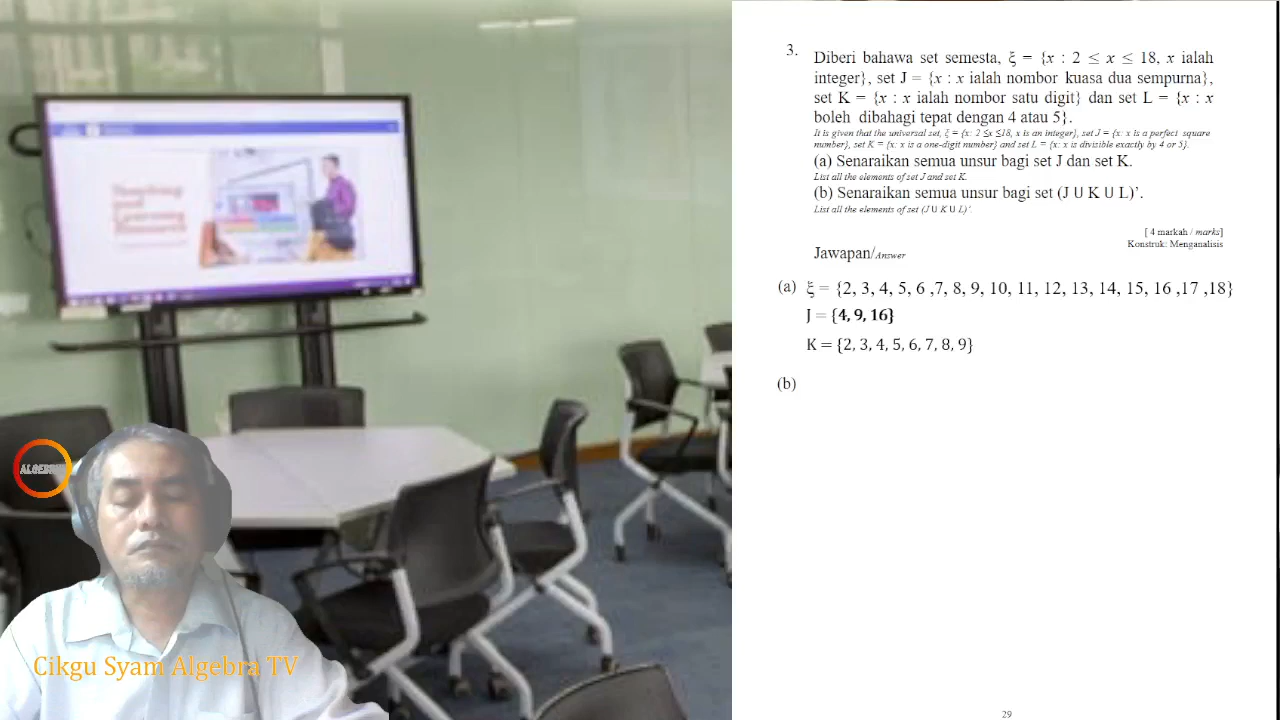 3.
Diberi bahawa set semesta, ξ = {x : 2 ≤ x ≤ 18, x ialah
integer}, set J = {x : x ialah nombor kuasa dua sempurna},
set K = {x : x ialah nombor satu digit} dan set L = {x : x
boleh dibahagi tepat dengan 4 atau 5}.
It is given that the universal set, ξ = {x: 2 ≤x ≤18, x is an integer}, set J = {x: x is a perfect square
number}, set K = {x: x is a one-digit number} and set L = {x: x is divisible exactly by 4 or 5}.
(a) Senaraikan semua unsur bagi set J dan set K.
List all the elements of set J and set K.
(b) Senaraikan semua unsur bagi set (J U K U L)’.
List all the elements of set (J U K U L)’.
[ 4 markah / marks]
Konstruk: Menganalisis
Jawapan/Answer
(a) ξ = {2, 3, 4, 5, 6 ,7, 8, 9, 10, 11, 12, 13, 14, 15, 16 ,17 ,18}
J = {4, 9, 16}
K = {2, 3, 4, 5, 6, 7, 8, 9}
(b)
Teaching
and
Learning
Cikgu Syam Algebra TV
29